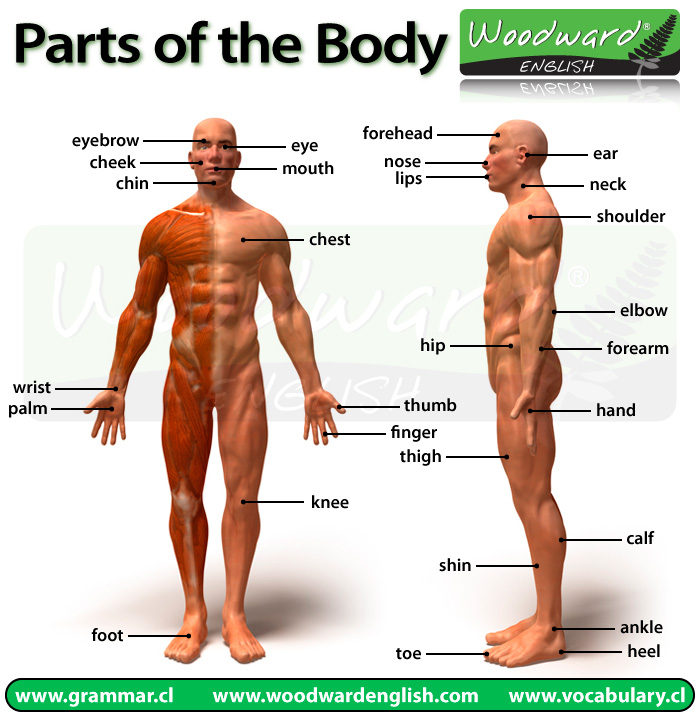 Parts of the Body
Woodward®
ENGLISH
eyebrow
eye
cheek
mouth
chin
chest
wrist
palm
thumb
finger
knee
foot
forehead
ear
nose
lips
neck
shoulder
elbow
hip
forearm
hand
thigh
calf
shin
ankle
toe
heel
Woodward®
ENGLISH
www.grammar.cl www.woodwardenglish.com www.vocabulary.cl